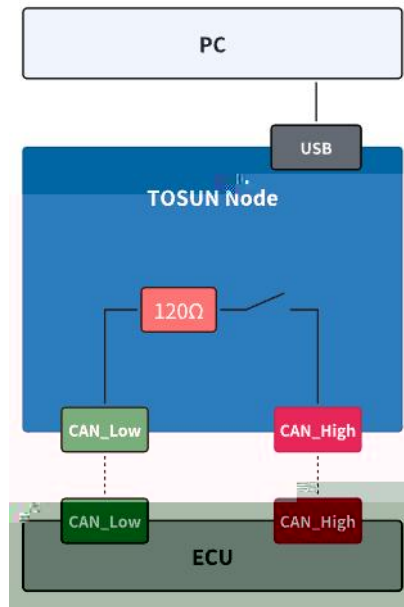 PC
USB
TOSUN Node
120Ω
CAN_Low
CAN_High
CAN_Low
CAN_High
ECU